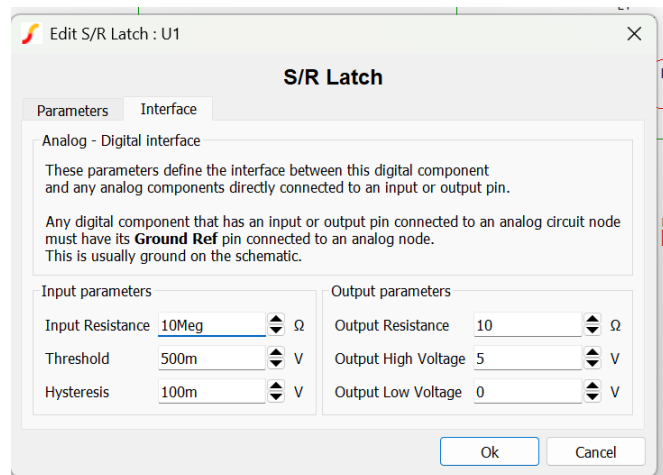 Edit S/R Latch : U1
S/R Latch
Parameters Interface
Analog - Digital interface
These parameters define the interface between this digital component
and any analog components directly connected to an input or output pin.
Any digital component that has an input or output pin connected to an analog circuit node
must have its Ground Ref pin connected to an analog node.
This is usually ground on the schematic.
Input parameters
Input Resistance 10Meg Ω
Threshold 500m V
Hysteresis 100m V
Output parameters
Output Resistance 10 Ω
Output High Voltage 5 V
Output Low Voltage 0 V
Ok Cancel